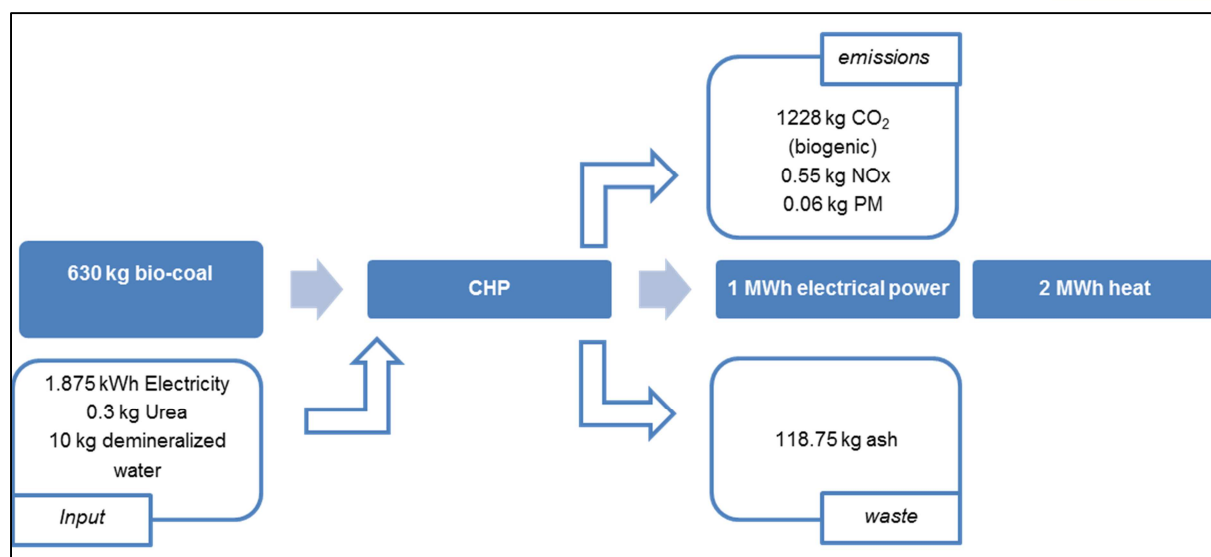 emissions
1228 kg CO₂
(biogenic)
0.55 kg NOx
0.06 kg PM
630 kg bio-coal
CHP
1 MWh electrical power
2 MWh heat
1.875 kWh Electricity
0.3 kg Urea
10 kg demineralized
water
Input
118.75 kg ash
waste